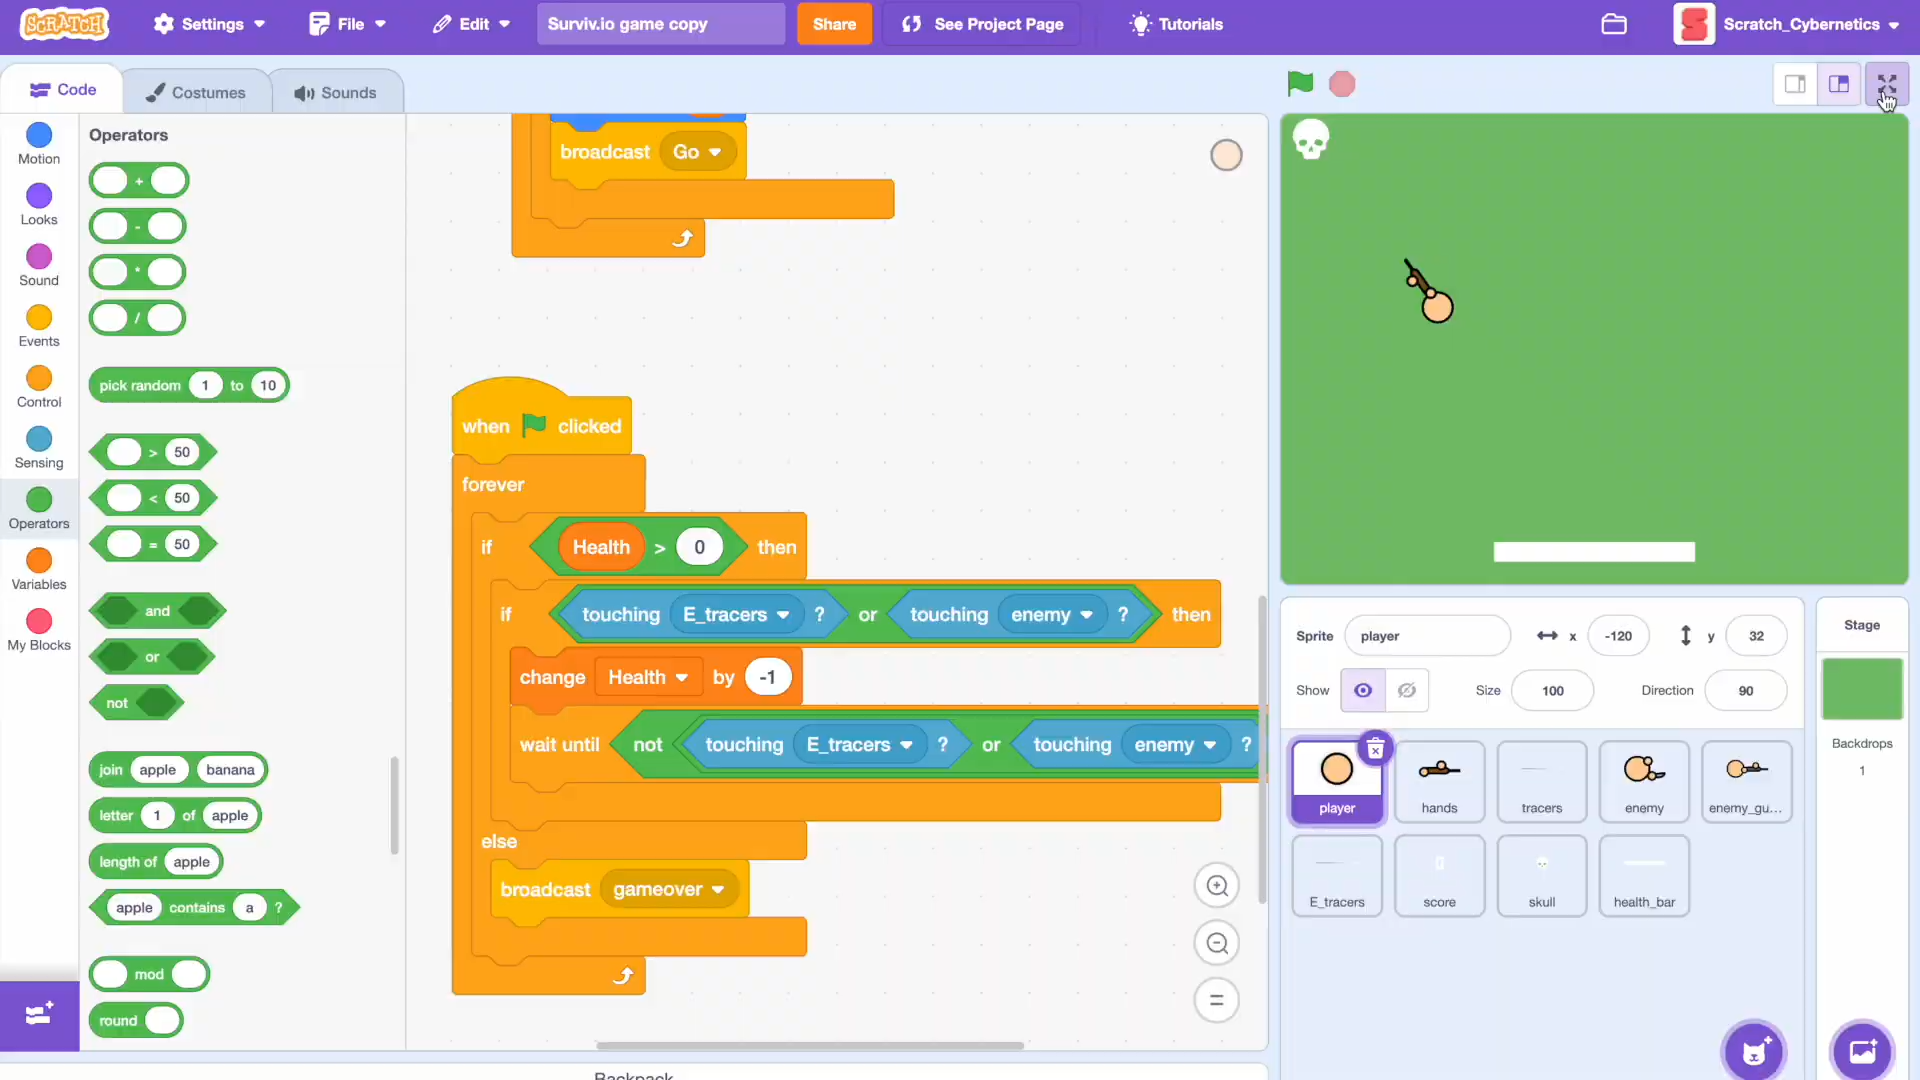 SCRATCH
Settings
File
Edit
Surviv.io game copy
Share
See Project Page
Tutorials
Scratch_Cybernetics
Code
Costumes
Sounds
Motion
Looks
Sound
Events
Control
Sensing
Operators
Variables
My Blocks
Operators
+
-
*
/
pick random 1 to 10
> 50
< 50
= 50
and
or
not
join apple banana
letter 1 of apple
length of apple
apple contains a ?
mod
round
broadcast Go
when clicked
forever
if Health > 0 then
if touching E_tracers ? or touching enemy ? then
change Health by -1
wait until not touching E_tracers ? or touching enemy ?
else
broadcast gameover
Backpack
Sprite player x -120 y 32
Show Size 100 Direction 90
player
hands
tracers
enemy
enemy_gu...
E_tracers
score
skull
health_bar
Stage
Backdrops
1